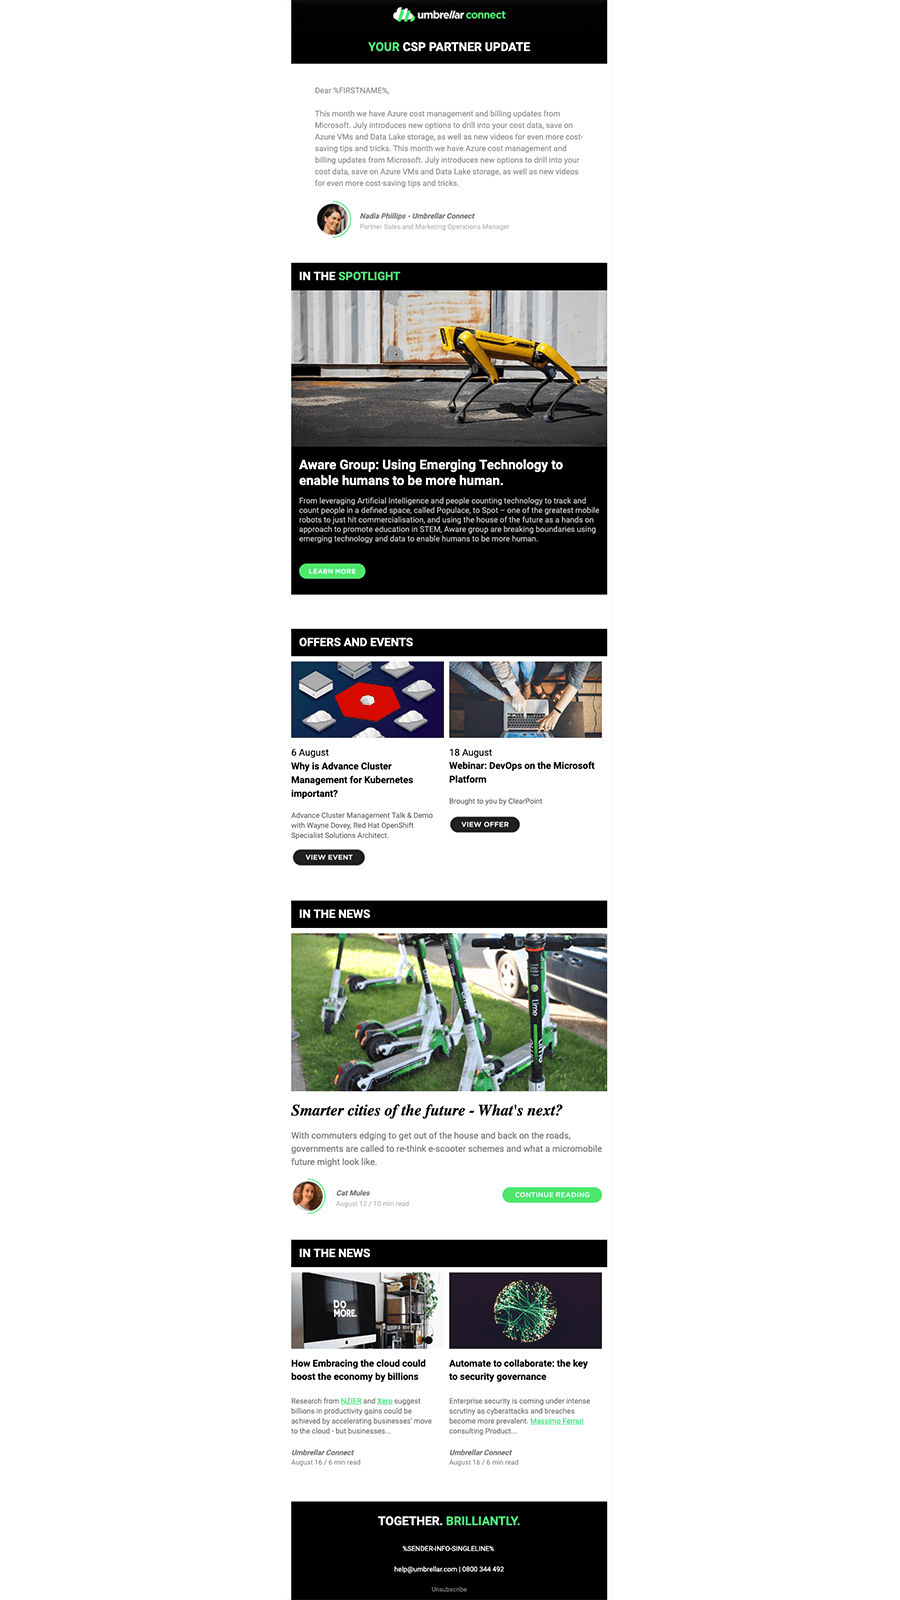 umbrellar connect
YOUR CSP PARTNER UPDATE
Dear %FIRSTNAME%,
This month we have Azure cost management and billing updates from
Microsoft. July introduces new options to drill into your cost data, save on
Azure VMs and Data Lake storage, as well as new videos for even more cost-
saving tips and tricks. This month we have Azure cost management and
billing updates from Microsoft. July introduces new options to drill into your
cost data, save on Azure VMs and Data Lake storage, as well as new videos
for even more cost-saving tips and tricks.
Nadia Phillips - Umbrellar Connect
Partner Sales and Marketing Operations Manager
IN THE SPOTLIGHT
Aware Group: Using Emerging Technology to
enable humans to be more human.
From leveraging Artificial Intelligence and people counting technology to track and
count people in a defined space, called Populace, to Spot – one of the greatest mobile
robots to just hit commercialisation, and using the house of the future as a hands on
approach to promote education in STEM, Aware group are breaking boundaries using
emerging technology and data to enable humans to be more human.
LEARN MORE
OFFERS AND EVENTS
6 August
Why is Advance Cluster
Management for Kubernetes
important?
Advance Cluster Management Talk & Demo
with Wayne Dovey, Red Hat OpenShift
Specialist Solutions Architect.
VIEW EVENT
18 August
Webinar: DevOps on the Microsoft
Platform
Brought to you by ClearPoint
VIEW OFFER
IN THE NEWS
Lime
Lime
Smarter cities of the future - What's next?
With commuters edging to get out of the house and back on the roads,
governments are called to re-think e-scooter schemes and what a micromobile
future might look like.
Cat Mules
August 12 / 10 min read
CONTINUE READING
IN THE NEWS
DO
MORE.
How Embracing the cloud could
boost the economy by billions
Research from NZIER and Xero suggest
billions in productivity gains could be
achieved by accelerating businesses' move
to the cloud - but businesses...
Umbrellar Connect
August 16 / 6 min read
Automate to collaborate: the key
to security governance
Enterprise security is coming under intense
scrutiny as cyberattacks and breaches
become more prevalent. Massimo Ferrari
consulting Product...
Umbrellar Connect
August 16 / 6 min read
TOGETHER. BRILLIANTLY.
%SENDER-INFO-SINGLELINE%
help@umbrellar.com | 0800 344 492
Unsubscribe